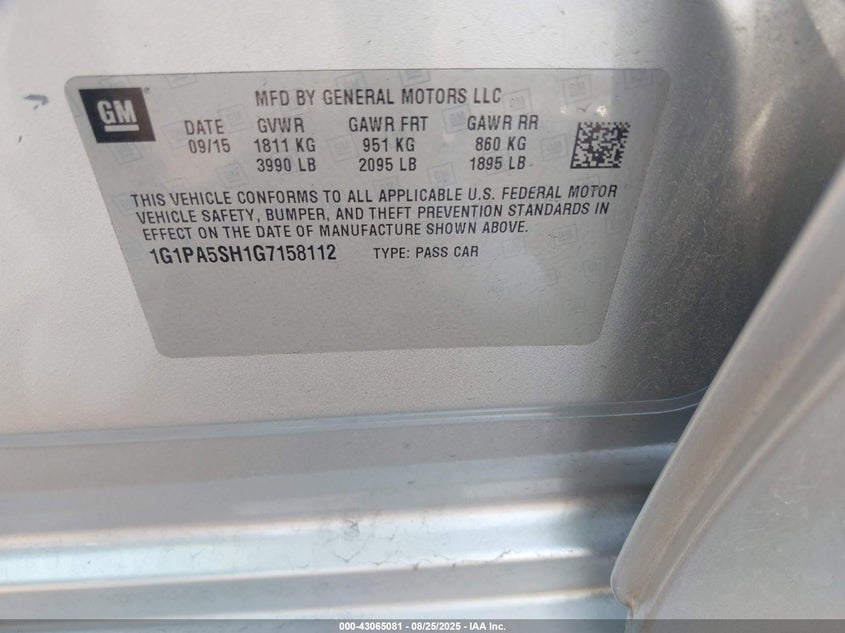 GM
MFD BY GENERAL MOTORS LLC
DATE GVWR GAWR FRT GAWR RR
09/15 1811 KG 951 KG 860 KG
3990 LB 2095 LB 1895 LB
THIS VEHICLE CONFORMS TO ALL APPLICABLE U.S. FEDERAL MOTOR
VEHICLE SAFETY, BUMPER, AND THEFT PREVENTION STANDARDS IN
EFFECT ON THE DATE OF MANUFACTURE SHOWN ABOVE.
1G1PA5SH1G7158112 TYPE: PASS CAR
000-43065081 - 08/25/2025 - IAA Inc.